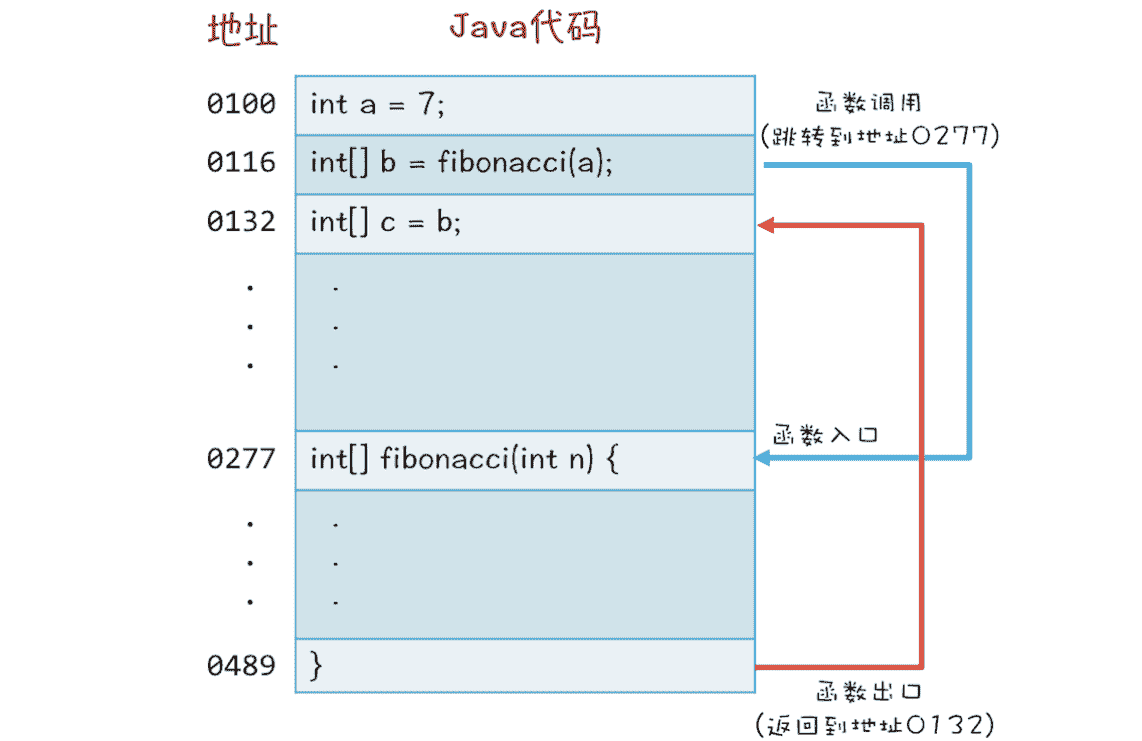 地址 Java代码
0100 int a = 7;
函数调用
(跳转到地址0277)
0116 int[] b = fibonacci(a);
0132 int[] c = b;
. .
. .
. .
函数入口
0277 int[] fibonacci(int n) {
. .
. .
. .
0489 }
函数出口
(返回到地址0132)